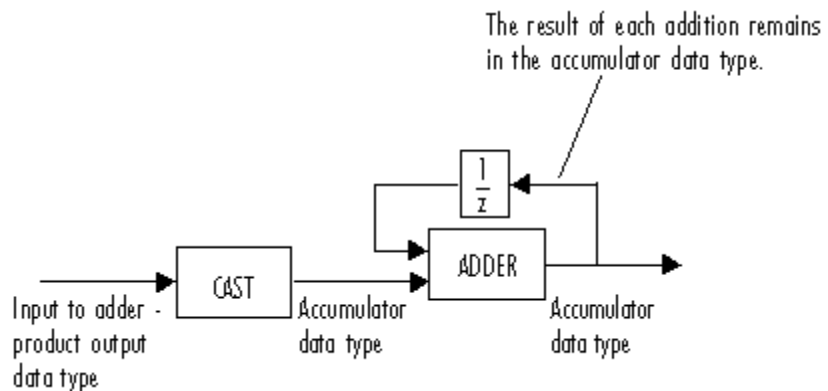 The result of each addition remains
in the accumulator data type.
1
z
CAST
ADDER
Input to adder -
product output
data type
Accumulator
data type
Accumulator
data type